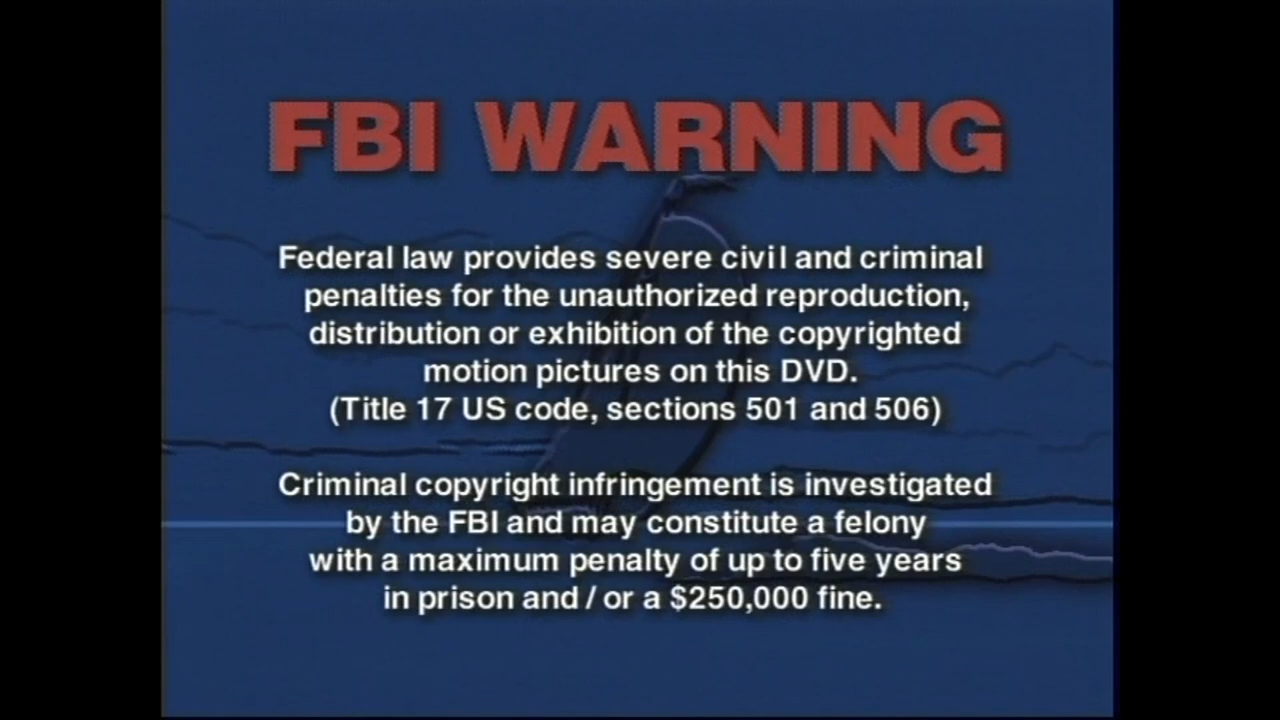 FBI WARNING
Federal law provides severe civil and criminal
penalties for the unauthorized reproduction,
distribution or exhibition of the copyrighted
motion pictures on this DVD.
(Title 17 US code, sections 501 and 506)
Criminal copyright infringement is investigated
by the FBI and may constitute a felony
with a maximum penalty of up to five years
in prison and / or a $250,000 fine.